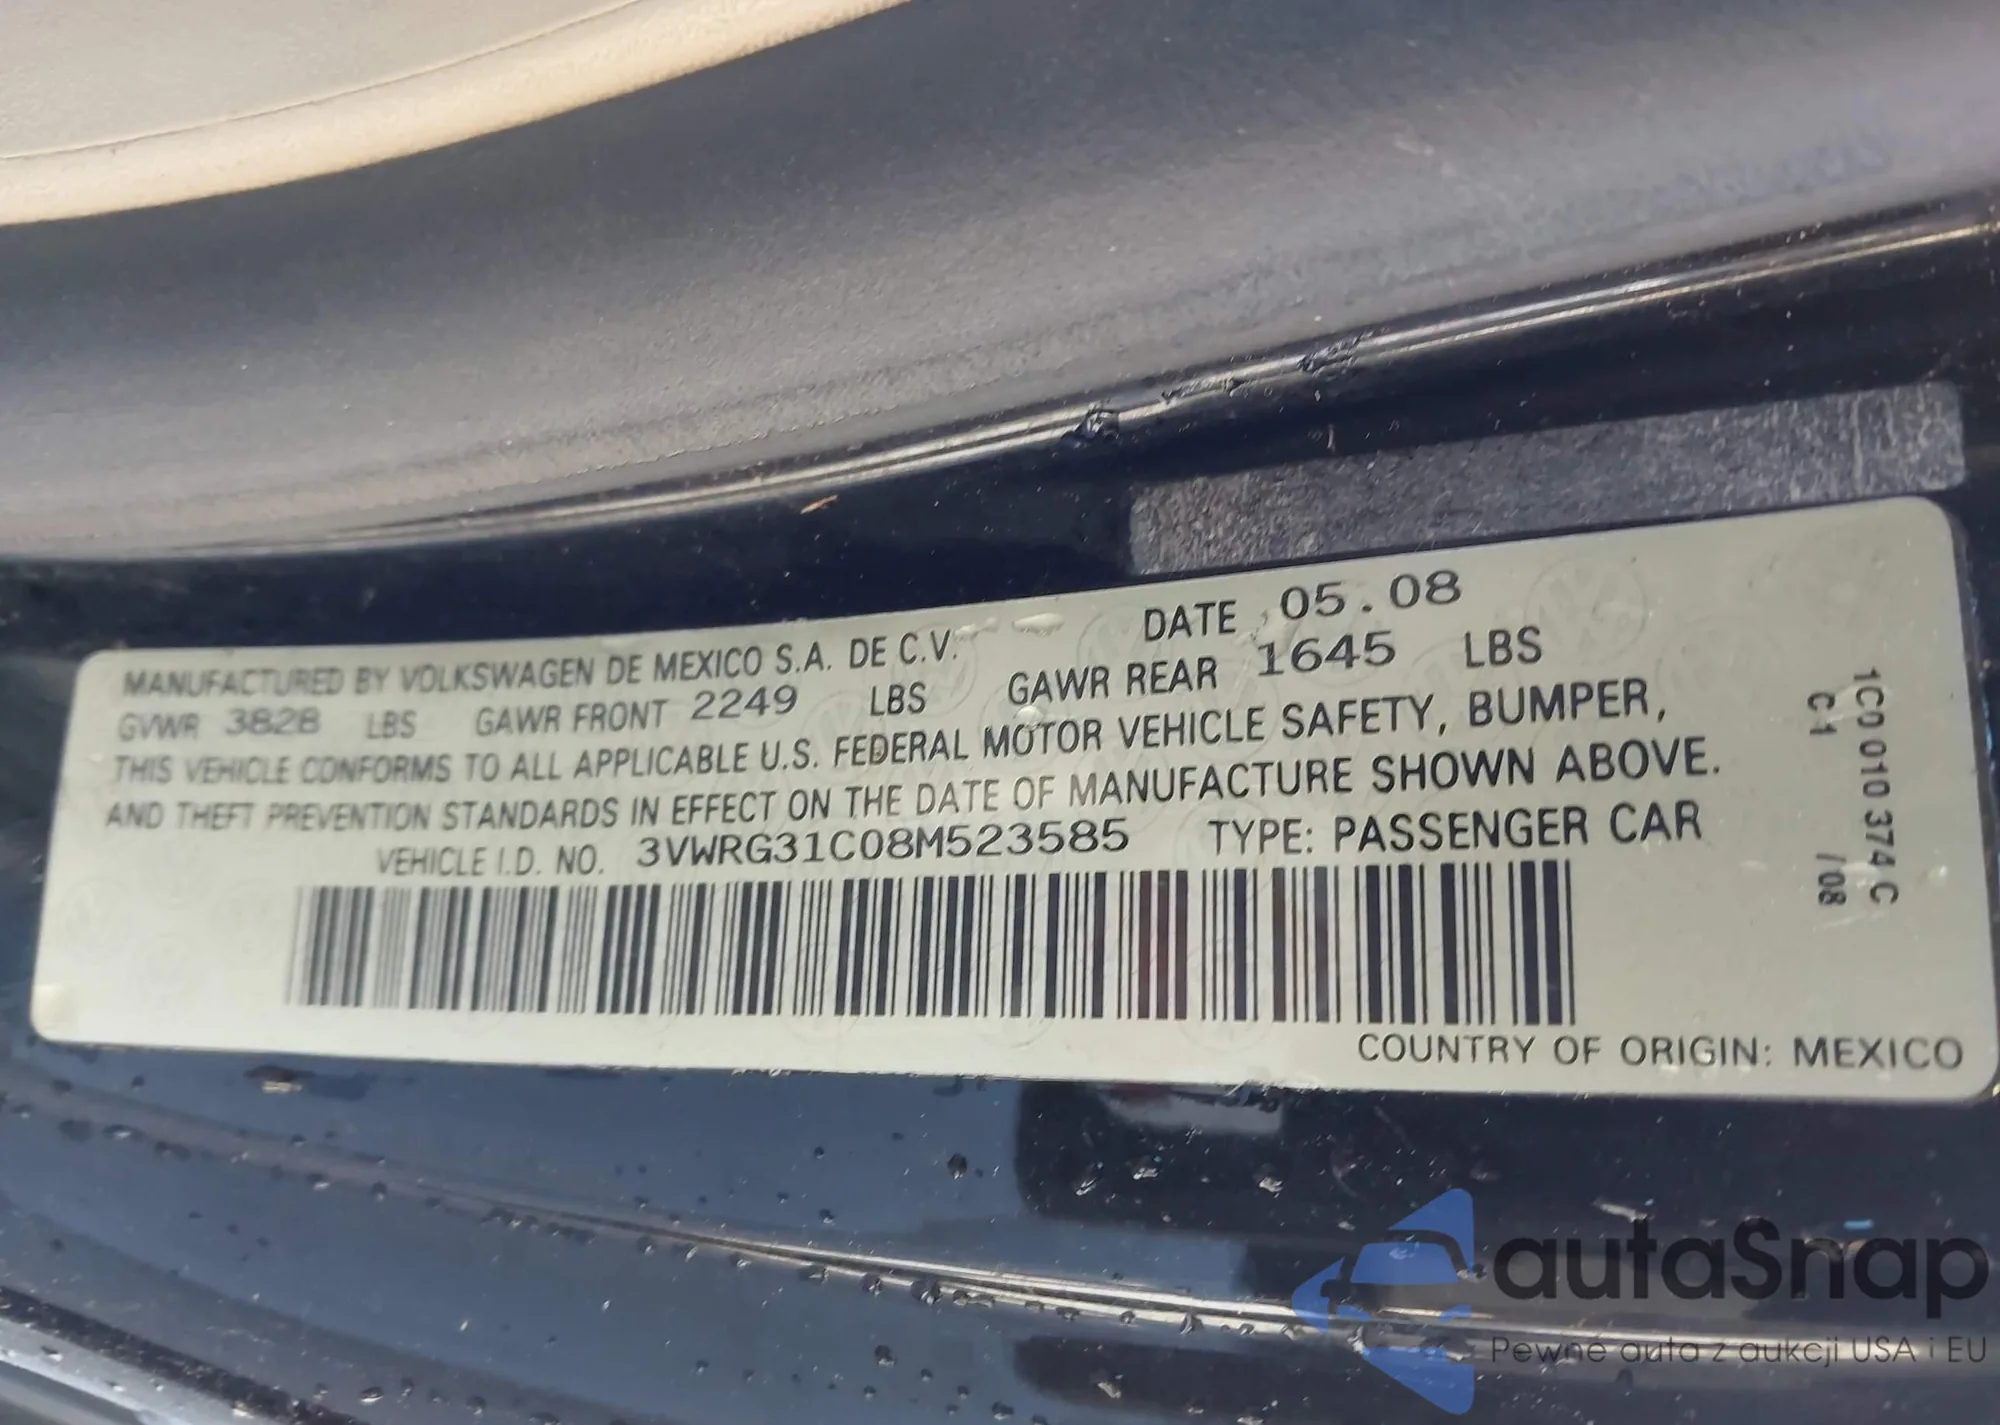 MANUFACTURED BY VOLKSWAGEN DE MEXICO S.A. DE C.V. DATE 05.08
GVWR 3828 LBS GAWR FRONT 2249 LBS GAWR REAR 1645 LBS
THIS VEHICLE CONFORMS TO ALL APPLICABLE U.S. FEDERAL MOTOR VEHICLE SAFETY, BUMPER,
AND THEFT PREVENTION STANDARDS IN EFFECT ON THE DATE OF MANUFACTURE SHOWN ABOVE.
VEHICLE I.D. NO. 3VWRG31C08M523585 TYPE: PASSENGER CAR
COUNTRY OF ORIGIN: MEXICO
1C0 010 374 C
C1 /08
autaSnap
Pewne auta z aukcji USA i EU